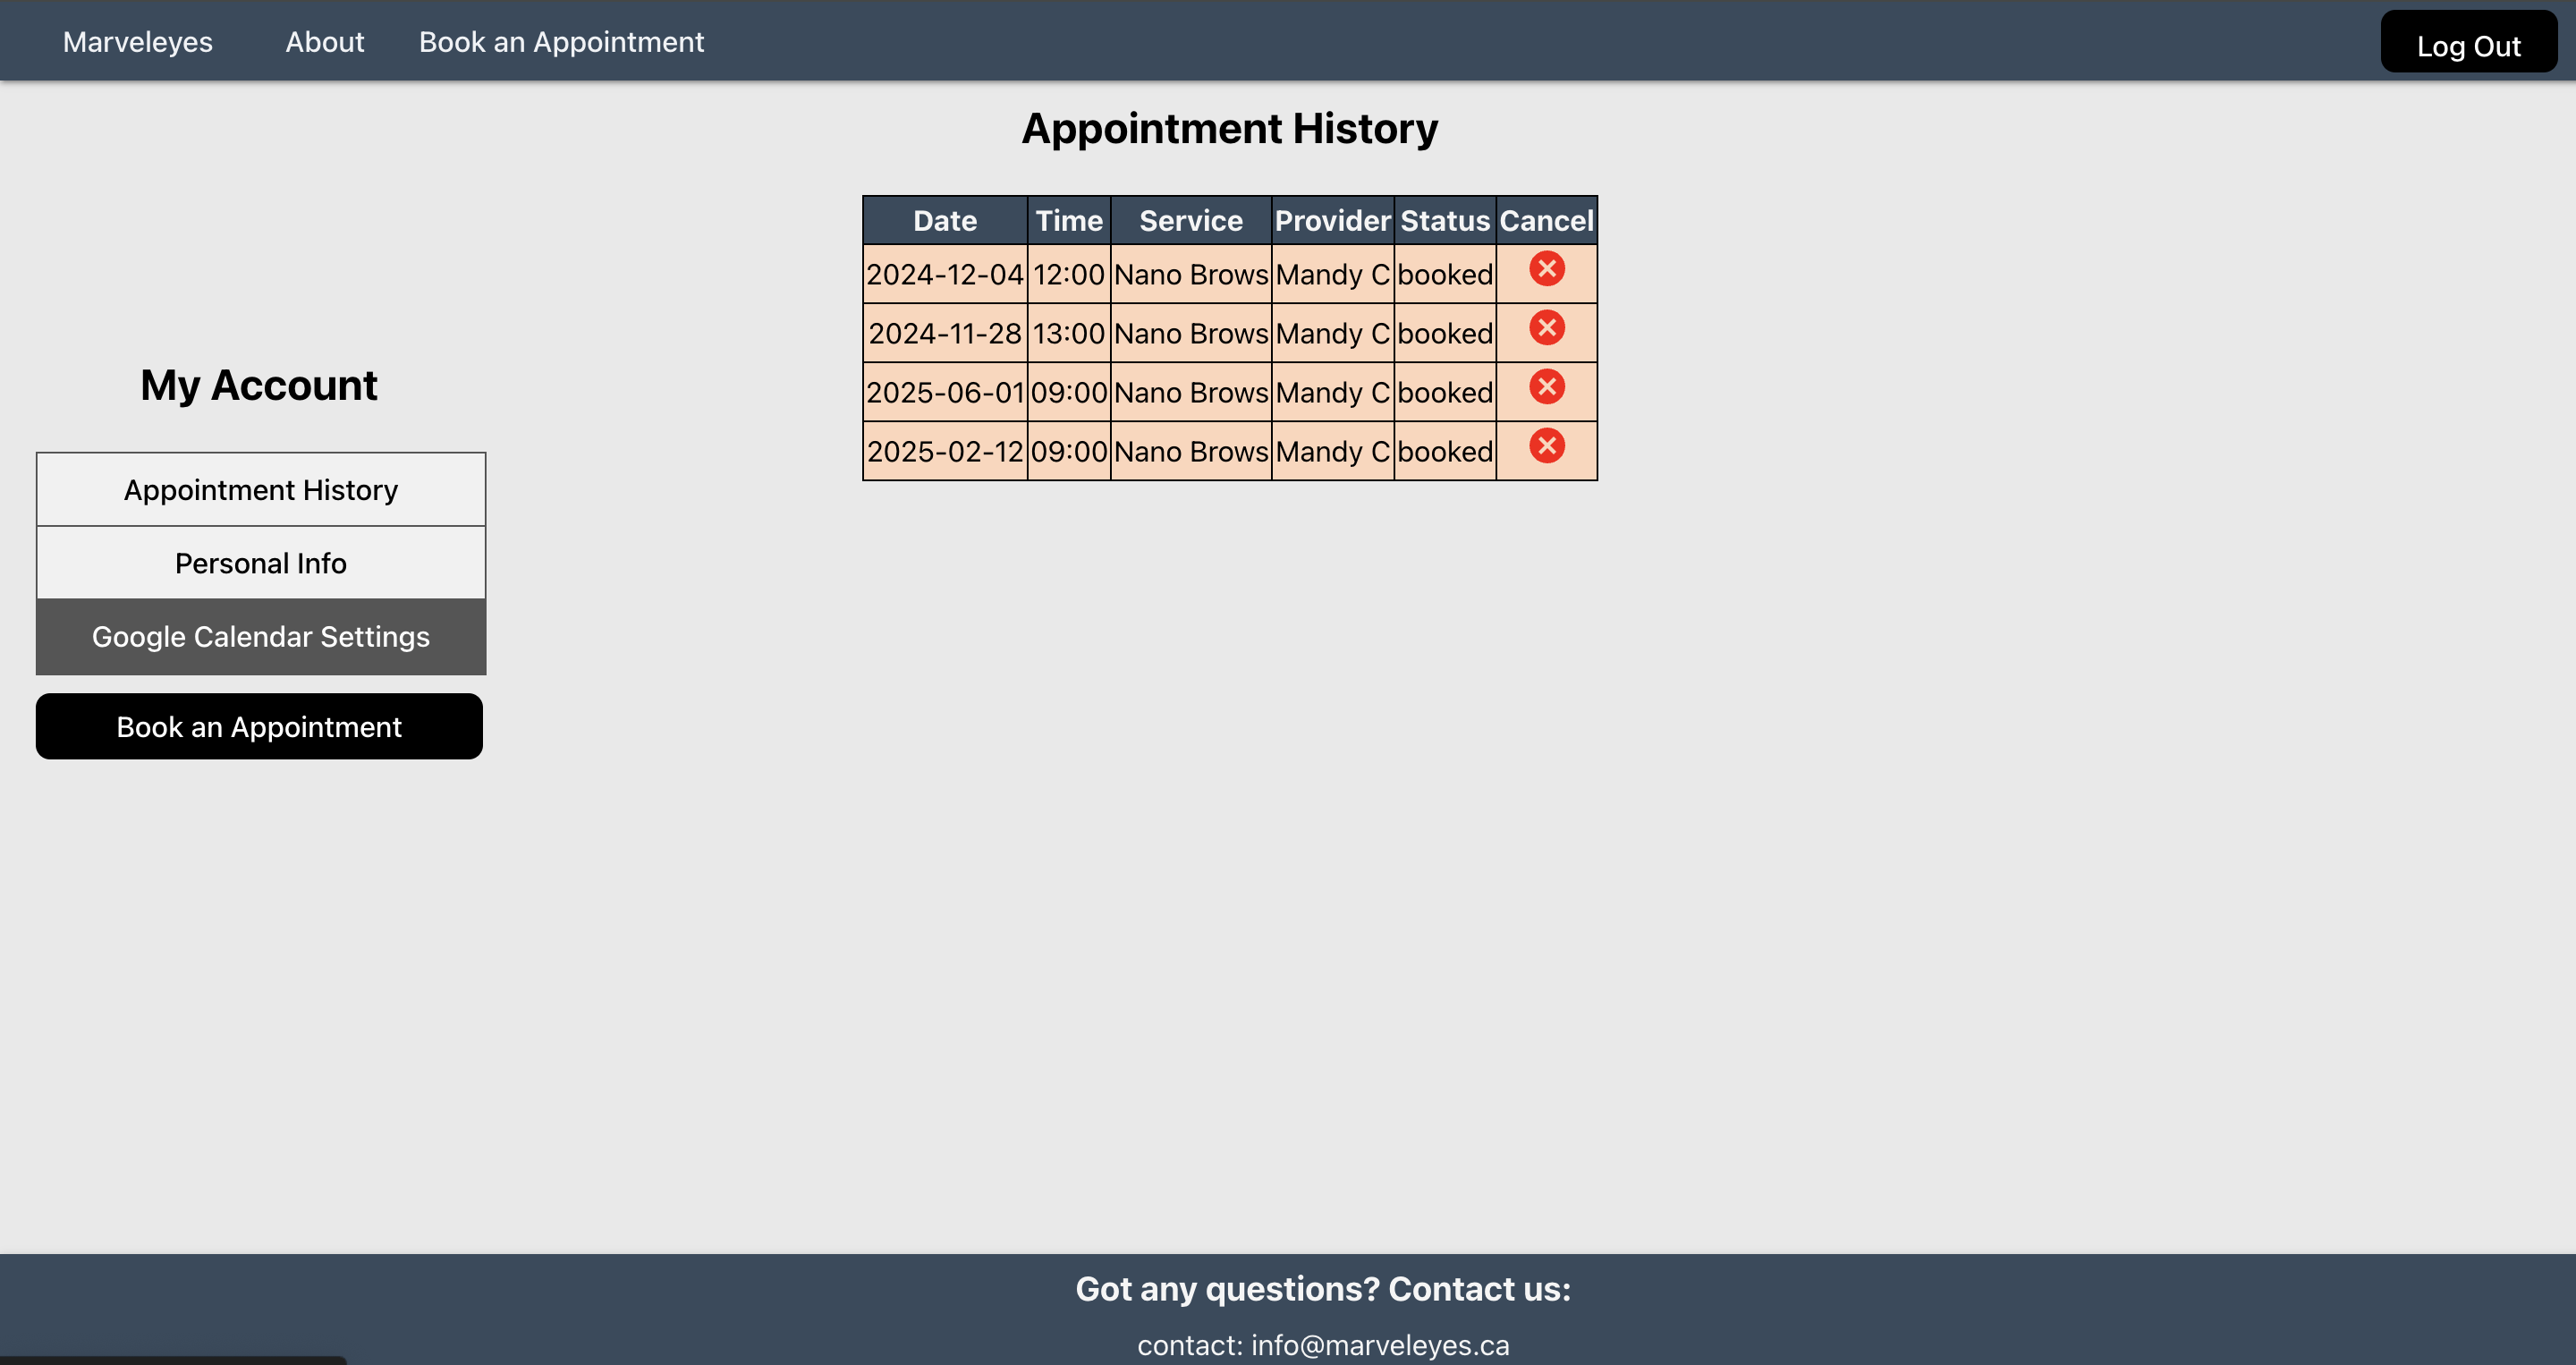 Marveleyes About Book an Appointment Log Out
Appointment History
Date Time Service Provider Status Cancel
2024-12-04 12:00 Nano Brows Mandy C booked
2024-11-28 13:00 Nano Brows Mandy C booked
2025-06-01 09:00 Nano Brows Mandy C booked
2025-02-12 09:00 Nano Brows Mandy C booked
My Account
Appointment History
Personal Info
Google Calendar Settings
Book an Appointment
Got any questions? Contact us:
contact: info@marveleyes.ca